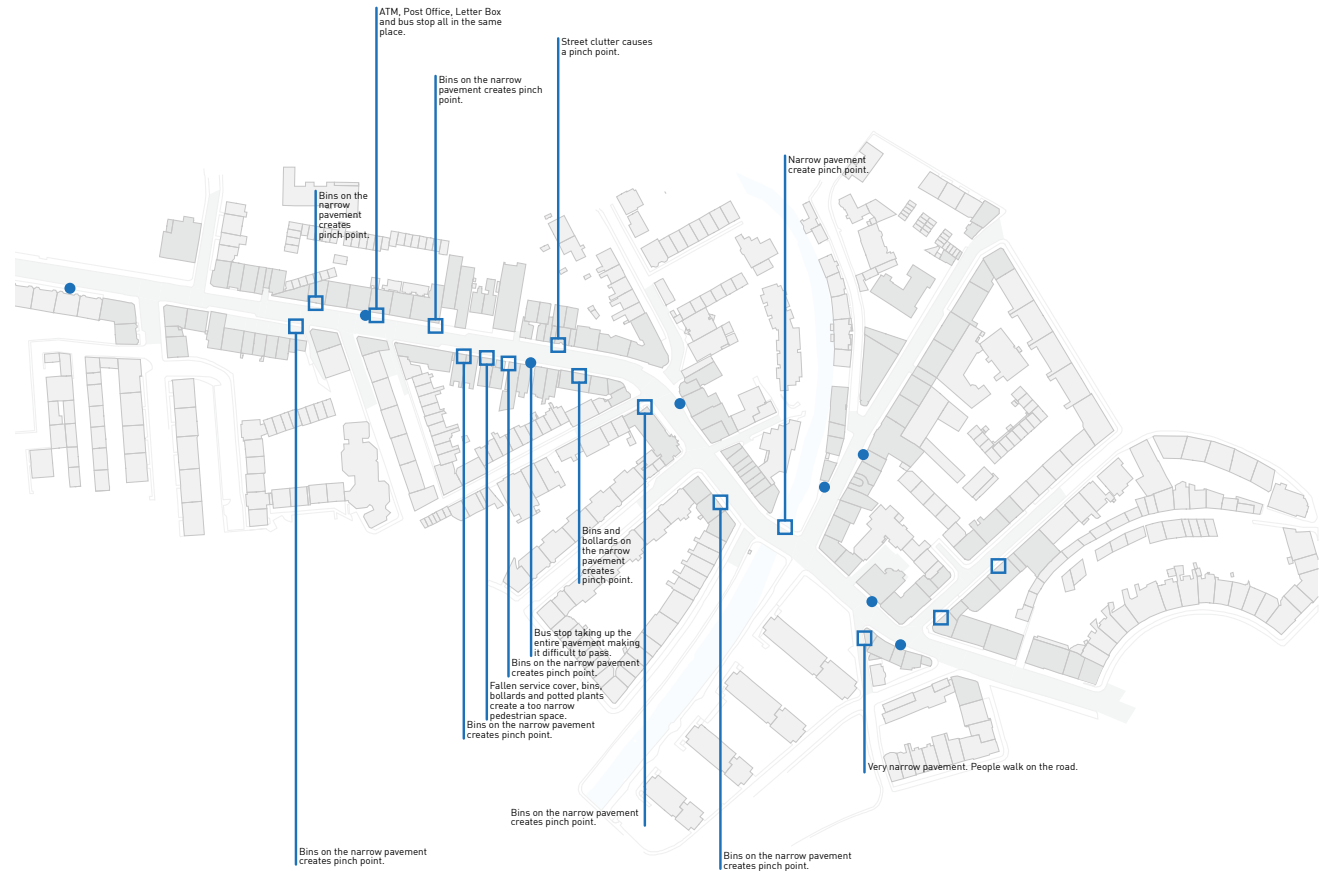 ATM, Post Office, Letter Box
and bus stop all in the same
place.
Street clutter causes
a pinch point.
Bins on the narrow
pavement creates pinch
point.
Narrow pavement
create pinch point.
Bins on the
narrow
pavement
creates
pinch point.
Bins and
bollards on
the narrow
pavement
creates
pinch point.
Bus stop taking up the
entire pavement making
it difficult to pass.
Bins on the narrow pavement
creates pinch point.
Fallen service cover, bins,
bollards and potted plants
create a too narrow
pedestrian space.
Bins on the narrow pavement
creates pinch point.
Very narrow pavement. People walk on the road.
Bins on the narrow pavement
creates pinch point.
Bins on the narrow pavement
creates pinch point.
Bins on the narrow pavement
creates pinch point.